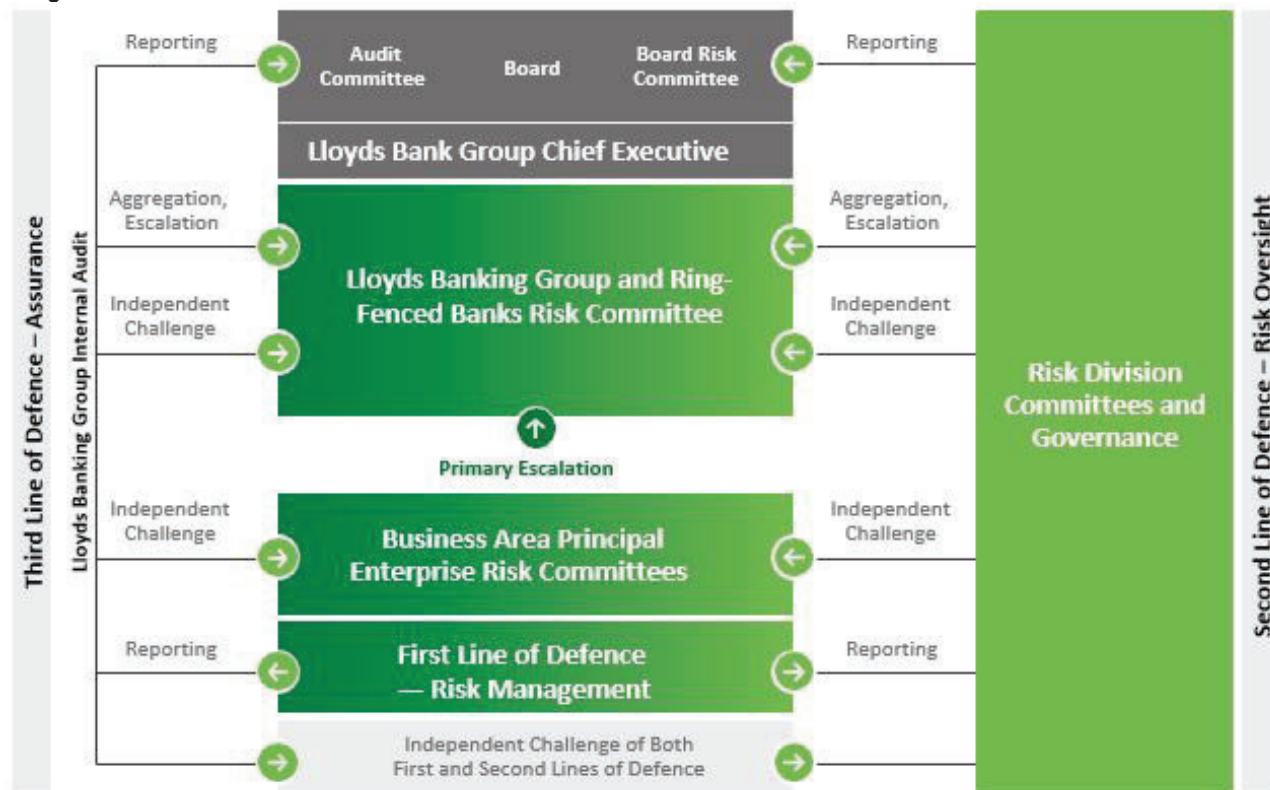 Third Line of Defence – Assurance
Lloyds Banking Group Internal Audit
Reporting
Aggregation,
Escalation
Independent
Challenge
Independent
Challenge
Reporting
Audit
Committee
Board
Board Risk
Committee
Lloyds Bank Group Chief Executive
Lloyds Banking Group and Ring-
Fenced Banks Risk Committee
Primary Escalation
Business Area Principal
Enterprise Risk Committees
First Line of Defence
— Risk Management
Independent Challenge of Both
First and Second Lines of Defence
Reporting
Aggregation,
Escalation
Independent
Challenge
Independent
Challenge
Reporting
Risk Division
Committees and
Governance
Second Line of Defence – Risk Oversight